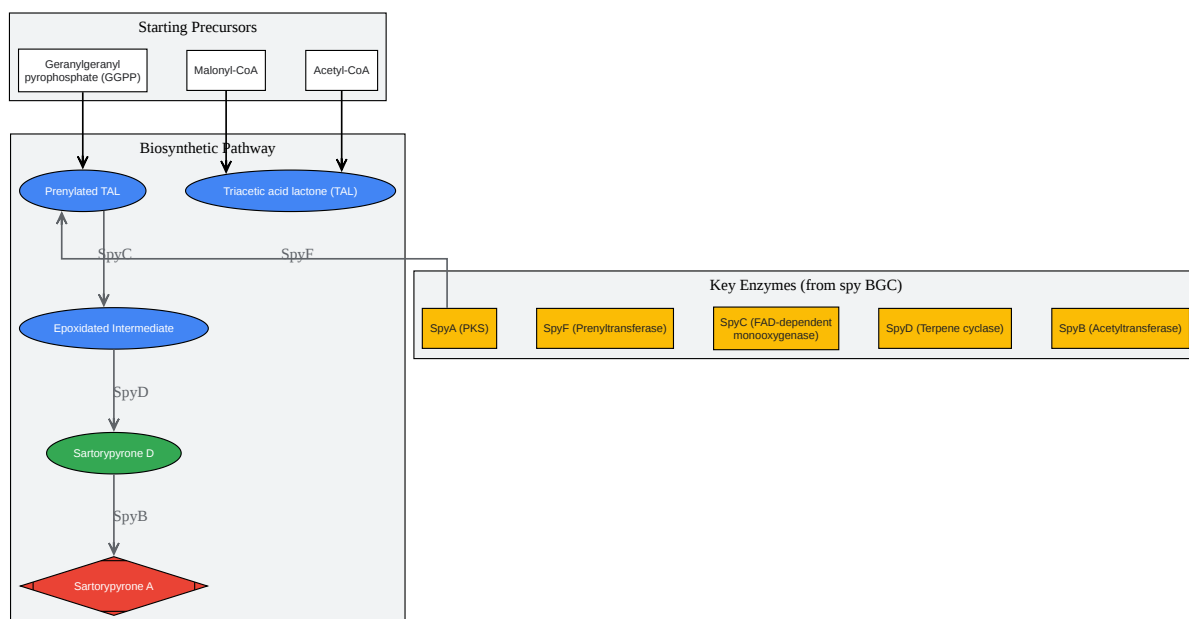 Starting Precursors
Geranylgeranyl
pyrophosphate (GGPP)
Malonyl-CoA
Acetyl-CoA
Biosynthetic Pathway
Prenylated TAL
Triacetic acid lactone (TAL)
SpyC
SpyF
Key Enzymes (from spy BGC)
SpyA (PKS)
SpyF (Prenyltransferase)
SpyC (FAD-dependent
monooxygenase)
SpyD (Terpene cyclase)
SpyB (Acetyltransferase)
Epoxidated Intermediate
SpyD
Sartorypyrone D
SpyB
Sartorypyrone A